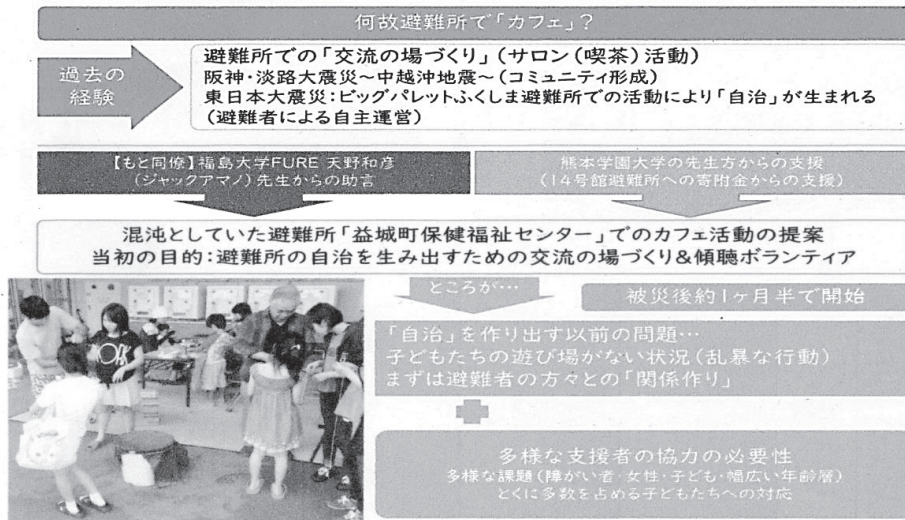 何故避難所で「カフェ」?
過去の
経験
避難所での「交流の場づくり」(サロン(喫茶)活動)
阪神・淡路大震災~中越沖地震~(コミュニティ形成)
東日本大震災:ビッグパレットふくしま避難所での活動により「自治」が生まれる
(避難者による自主運営)
【もと同僚】福島大学FURE 天野和彦
(ジャックアマノ)先生からの助言
熊本学園大学の先生方からの支援
(14号館避難所への寄附金からの支援)
混沌としていた避難所「益城町保健福祉センター」でのカフェ活動の提案
当初の目的:避難所の自治を生み出すための交流の場づくり&傾聴ボランティア
ところが…
被災後約1ヶ月半で開始
「自治」を作り出す以前の問題…
子どもたちの遊び場がない状況(乱暴な行動)
まずは避難者の方々との「関係作り」
多様な支援者の協力の必要性
多様な課題(障がい者・女性・子ども・幅広い年齢層)
とくに多数を占める子どもたちへの対応